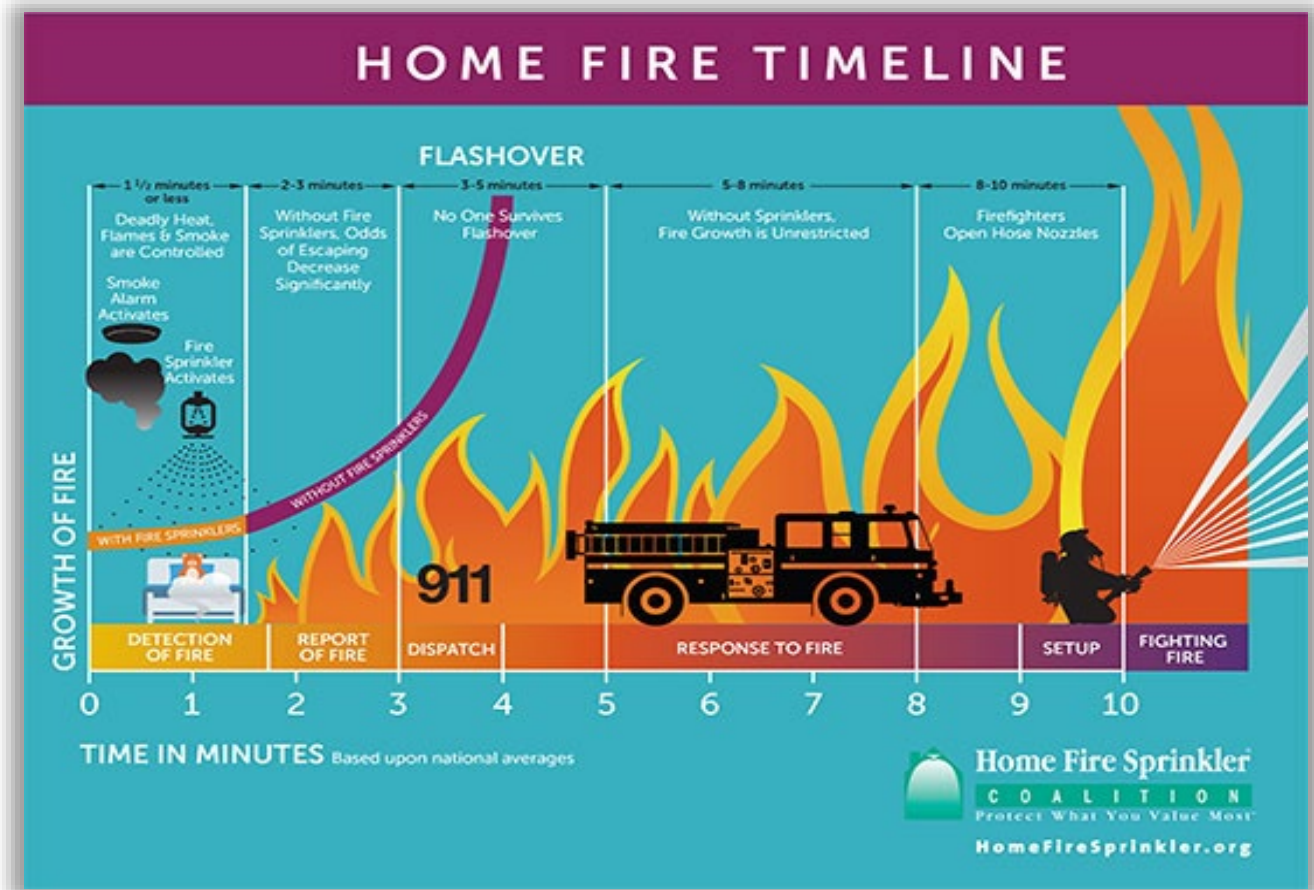 HOME FIRE TIMELINE
FLASHOVER
1 1/2 minutes
or less
2-3 minutes
3-5 minutes
5-8 minutes
8-10 minutes
Deadly Heat,
Flames & Smoke
are Controlled
Without Fire
Sprinklers, Odds
of Escaping
Decrease
Significantly
No One Survives
Flashover
Without Sprinklers,
Fire Growth is Unrestricted
Firefighters
Open Hose Nozzles
Smoke
Alarm
Activates
Fire
Sprinkler
Activates
GROWTH OF FIRE
WITH FIRE SPRINKLERS
WITHOUT FIRE SPRINKLERS
911
DETECTION
OF FIRE
REPORT
OF FIRE
DISPATCH
RESPONSE TO FIRE
SETUP
FIGHTING
FIRE
0 1 2 3 4 5 6 7 8 9 10
TIME IN MINUTES Based upon national averages
Home Fire Sprinkler
COALITION
Protect What You Value Most
HomeFireSprinkler.org